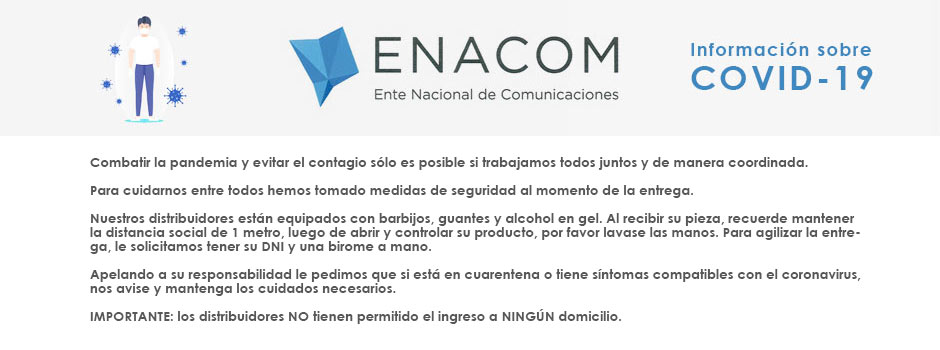 ENACOM
Ente Nacional de Comunicaciones
Información sobre
COVID-19
Combatir la pandemia y evitar el contagio sólo es posible si trabajamos todos juntos y de manera coordinada.
Para cuidarnos entre todos hemos tomado medidas de seguridad al momento de la entrega.
Nuestros distribuidores están equipados con barbijos, guantes y alcohol en gel. Al recibir su pieza, recuerde mantener
la distancia social de 1 metro, luego de abrir y controlar su producto, por favor lavase las manos. Para agilizar la entre-
ga, le solicitamos tener su DNI y una birome a mano.
Apelando a su responsabilidad le pedimos que si está en cuarentena o tiene síntomas compatibles con el coronavirus,
nos avise y mantenga los cuidados necesarios.
IMPORTANTE: los distribuidores NO tienen permitido el ingreso a NINGÚN domicilio.